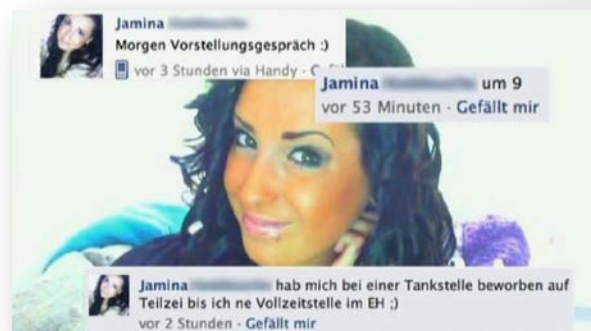 Jamina
Morgen Vorstellungsgespräch :)
vor 3 Stunden via Handy ·
Jamina um 9
vor 53 Minuten · Gefällt mir
Jamina hab mich bei einer Tankstelle beworben auf
Teilzei bis ich ne Vollzeitstelle im EH ;)
vor 2 Stunden · Gefällt mir